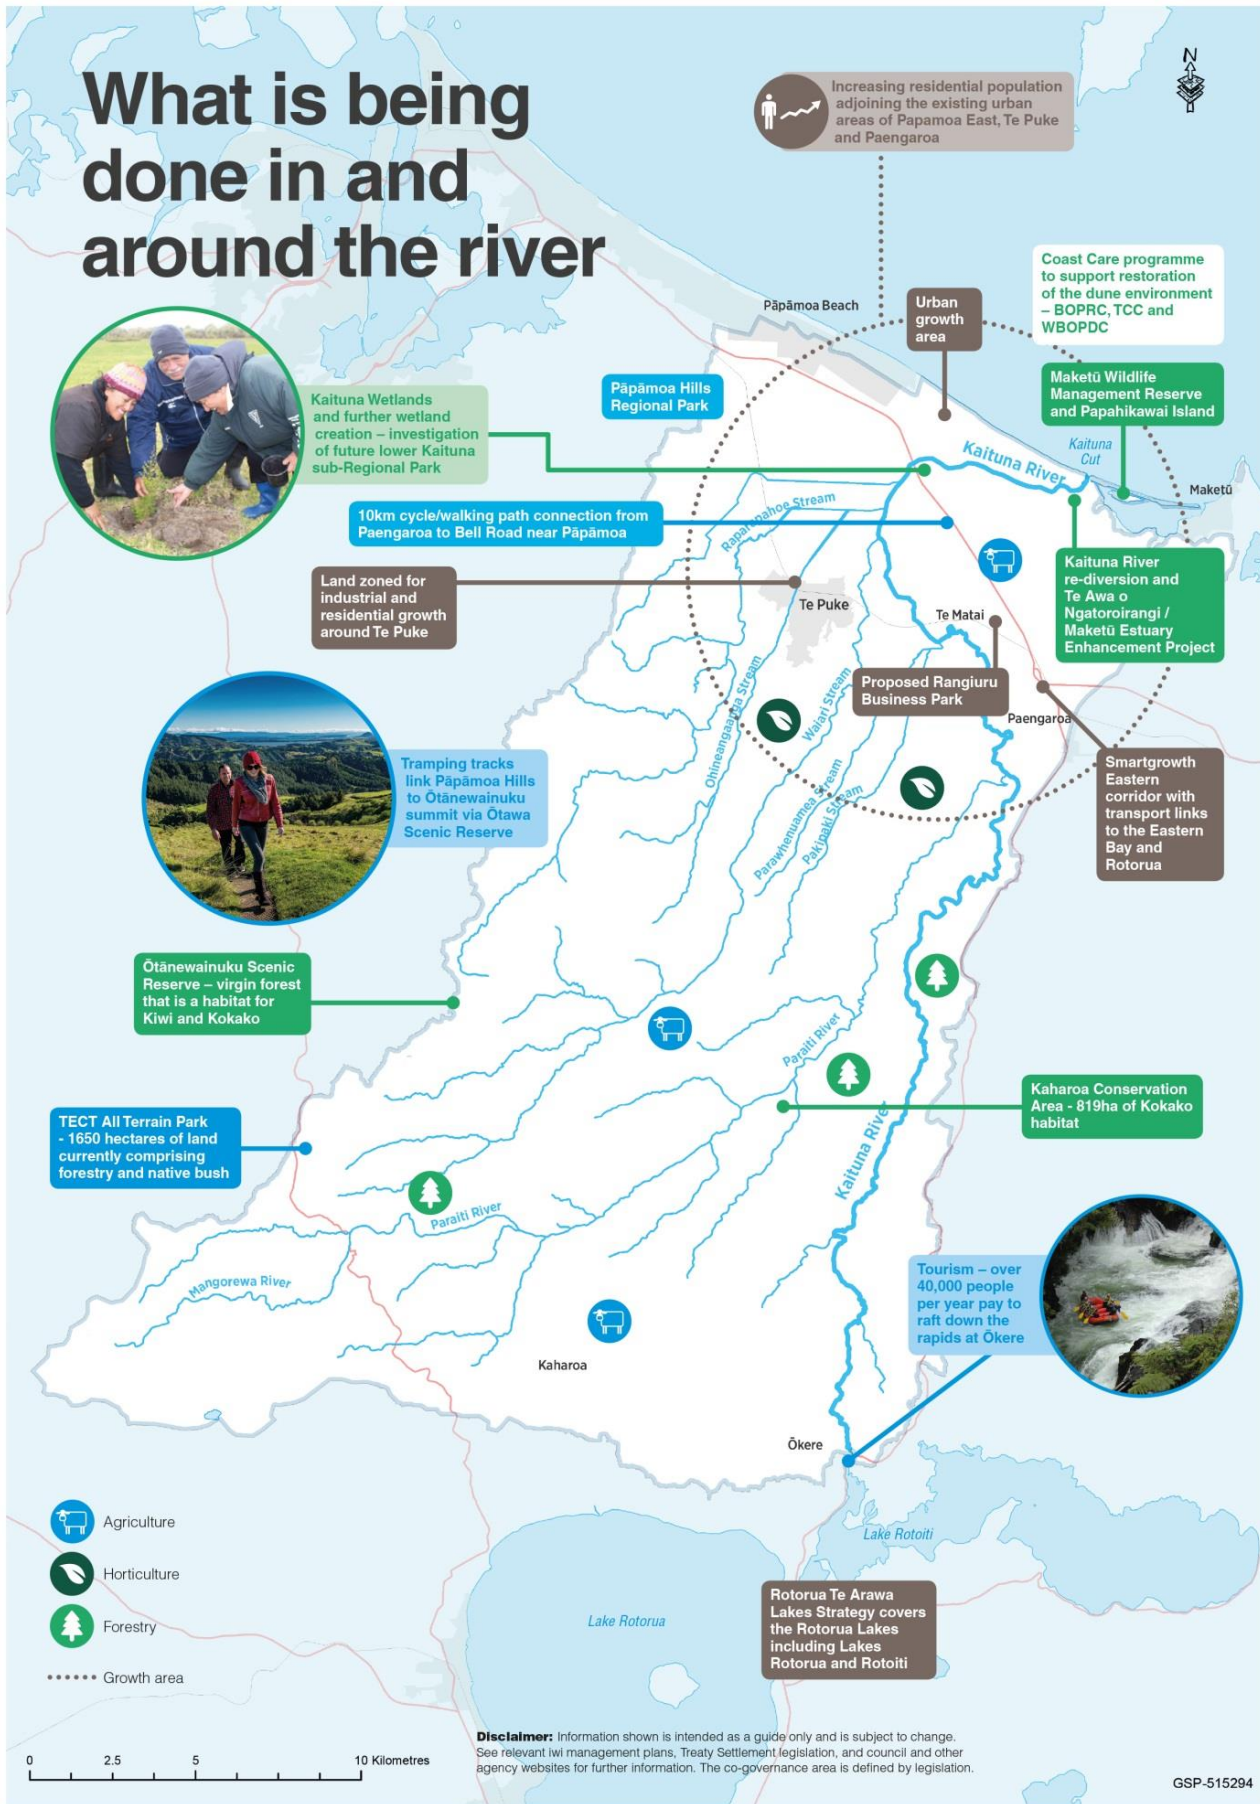 What is being
done in and
around the river
N
Increasing residential population
adjoining the existing urban
areas of Papamoa East, Te Puke
and Paengaroa
Coast Care programme
to support restoration
of the dune environment
– BOPRC, TCC and
WBOPDC
Pāpāmoa Beach
Urban
growth
area
Maketū Wildlife
Management Reserve
and Papahikawai Island
Pāpāmoa Hills
Regional Park
Kaituna Wetlands
and further wetland
creation – investigation
of future lower Kaituna
sub-Regional Park
Kaituna River
Kaituna
Cut
Maketū
10km cycle/walking path connection from
Paengaroa to Bell Road near Pāpāmoa
Raparapahoe Stream
Kaituna River
re-diversion and
Te Awa o
Ngatoroirangi /
Maketū Estuary
Enhancement Project
Land zoned for
industrial and
residential growth
around Te Puke
Te Puke
Te Matai
Proposed Rangiuru
Business Park
Paengaroa
Ohineangaanga Stream
Waiari Stream
Parawhenuamea Stream
Pakipaki Stream
Smartgrowth
Eastern
corridor with
transport links
to the Eastern
Bay and
Rotorua
Tramping tracks
link Pāpāmoa Hills
to Ōtānewainuku
summit via Ōtawa
Scenic Reserve
Ōtānewainuku Scenic
Reserve – virgin forest
that is a habitat for
Kiwi and Kokako
Paraiti River
Kaharoa Conservation
Area - 819ha of Kokako
habitat
TECT All Terrain Park
- 1650 hectares of land
currently comprising
forestry and native bush
Kaituna River
Paraiti River
Mangorewa River
Tourism – over
40,000 people
per year pay to
raft down the
rapids at Ōkere
Kaharoa
Ōkere
Lake Rotoiti
Lake Rotorua
Rotorua Te Arawa
Lakes Strategy covers
the Rotorua Lakes
including Lakes
Rotorua and Rotoiti
Agriculture
Horticulture
Forestry
Growth area
0 2.5 5 10 Kilometres
Disclaimer: Information shown is intended as a guide only and is subject to change.
See relevant iwi management plans, Treaty Settlement legislation, and council and other
agency websites for further information. The co-governance area is defined by legislation.
GSP-515294